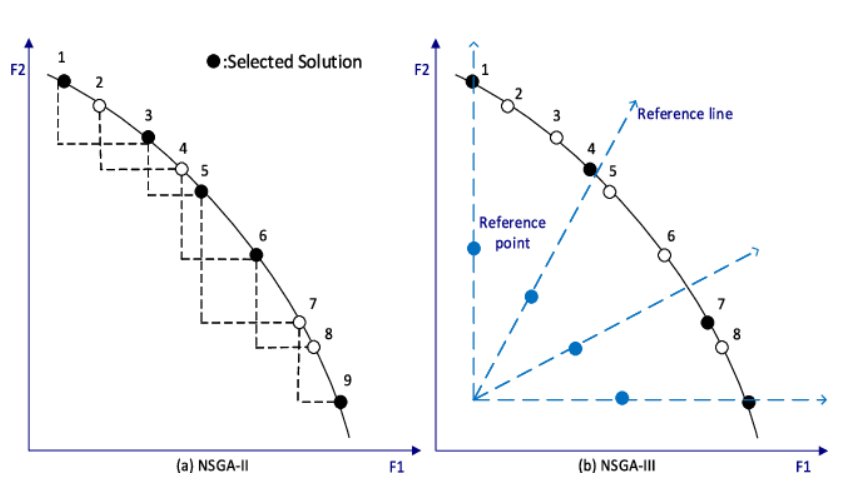 F2
1
2
3
4
5
6
7
8
9
:Selected Solution
F1
(a) NSGA-II
F2
1
2
3
4
5
6
7
8
Reference line
Reference
point
F1
(b) NSGA-III